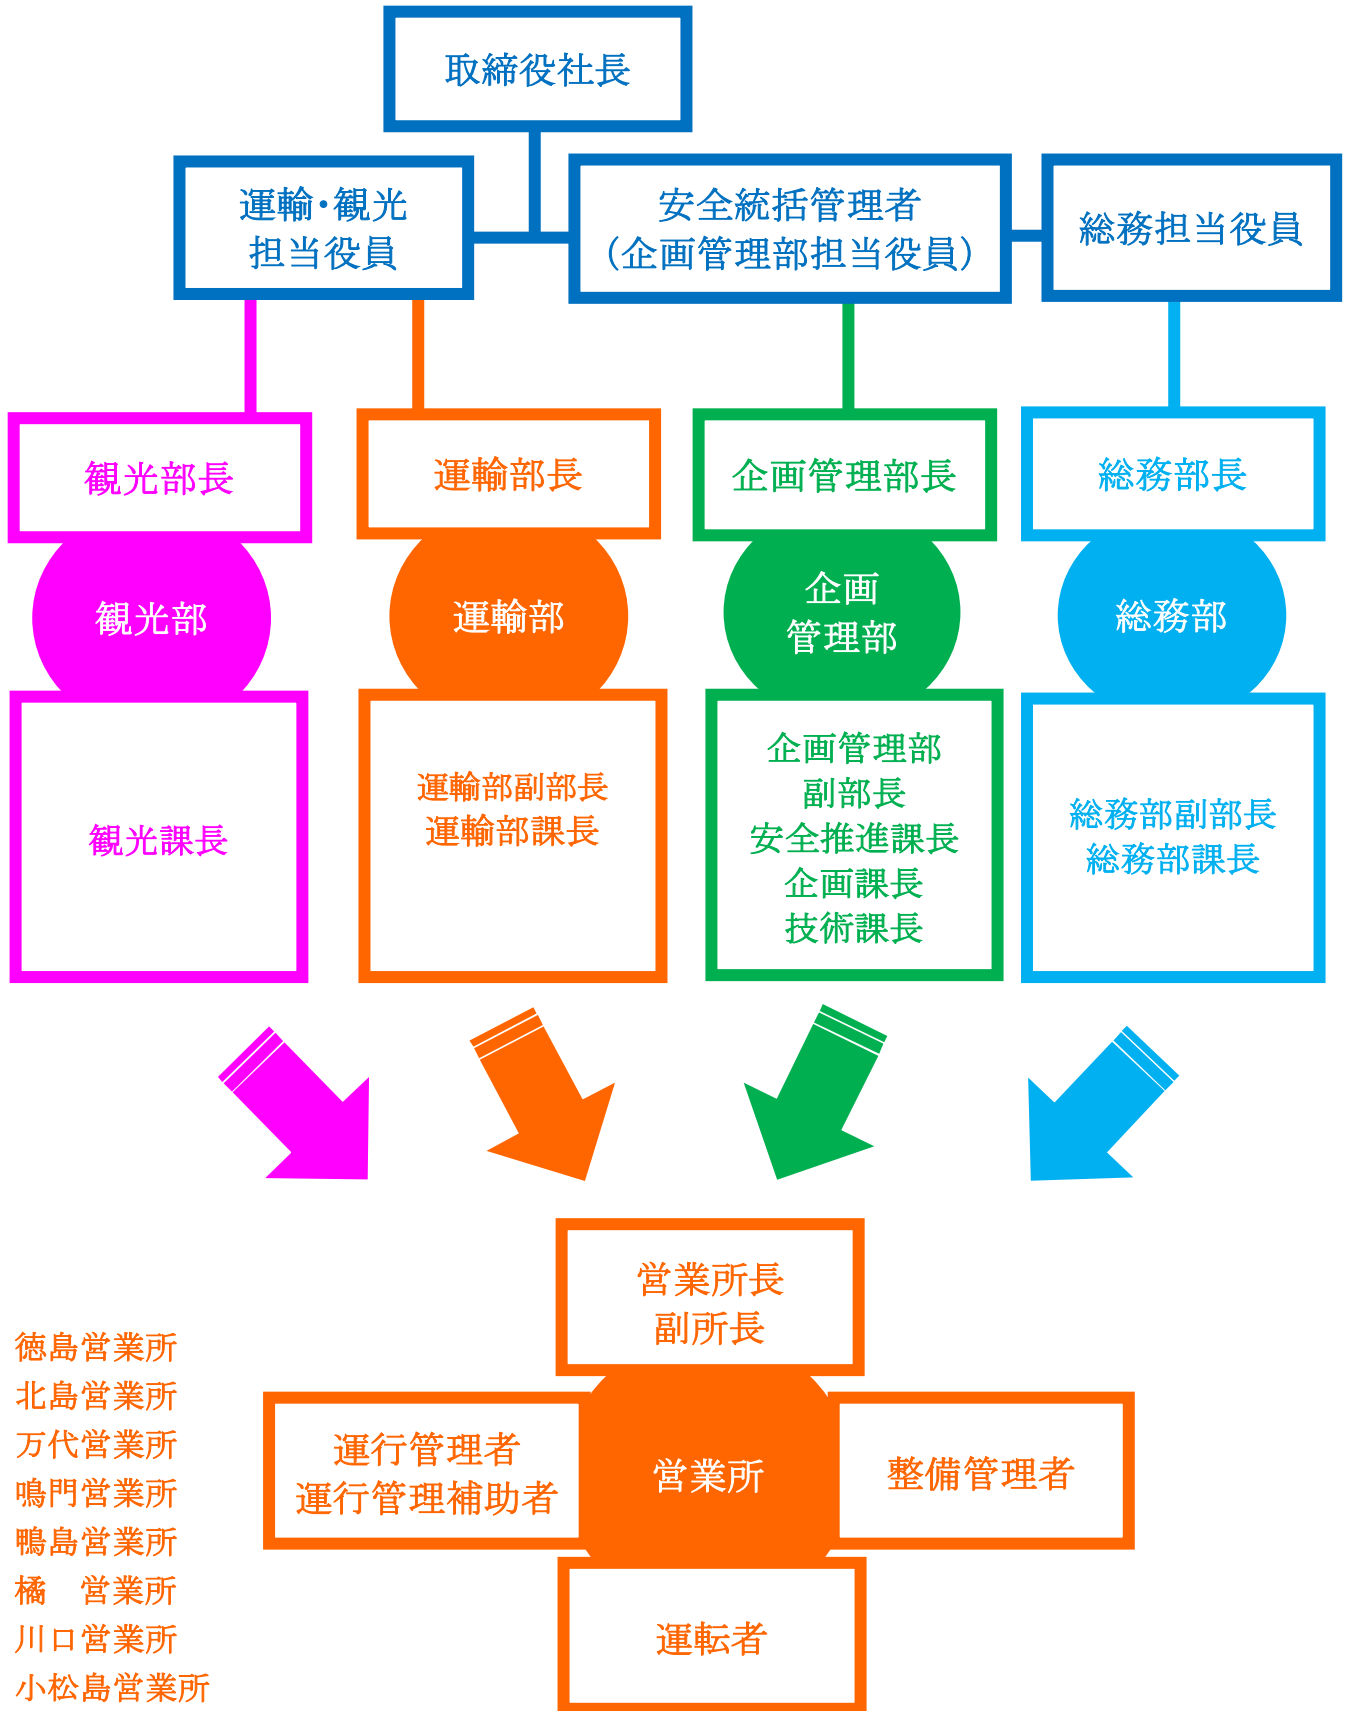 取締役社長
運輸・観光
担当役員
安全統括管理者
（企画管理部担当役員）
総務担当役員
観光部長
運輸部長
企画管理部長
総務部長
観光部
運輸部
企画
管理部
総務部
観光課長
運輸部副部長
運輸部課長
企画管理部
副部長
安全推進課長
企画課長
技術課長
総務部副部長
総務部課長
営業所長
副所長
運行管理者
運行管理補助者
営業所
整備管理者
運転者
徳島営業所
北島営業所
万代営業所
鳴門営業所
鴨島営業所
橘　営業所
川口営業所
小松島営業所